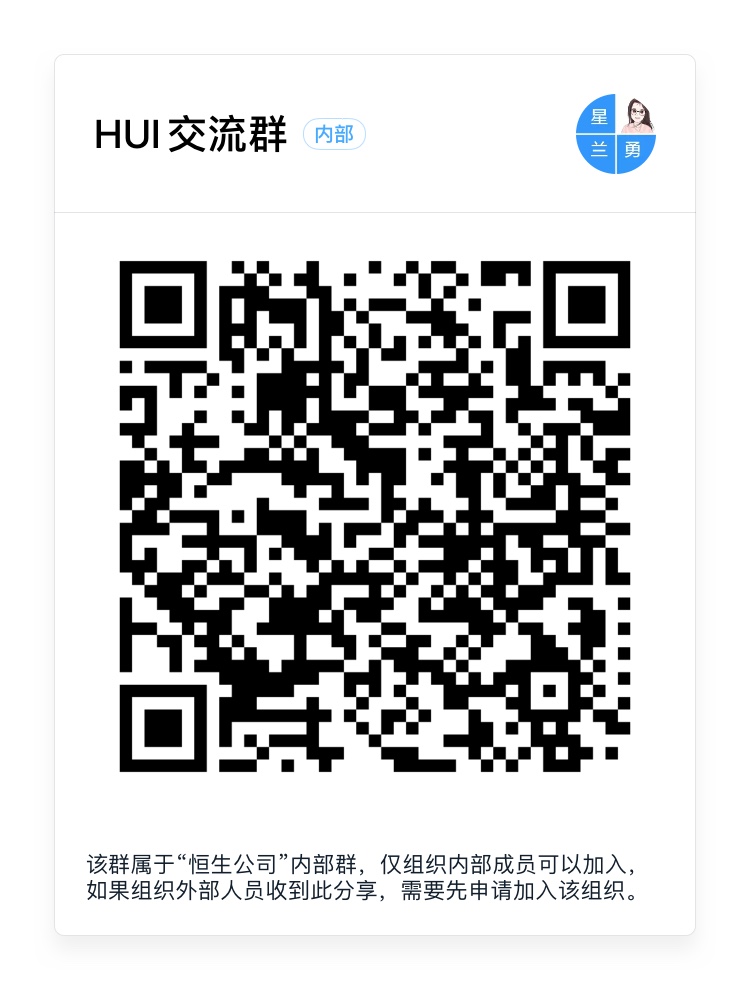 HUI 交流群 内部
星
兰 勇
该群属于“恒生公司”内部群，仅组织内部成员可以加入，
如果组织外部人员收到此分享，需要先申请加入该组织。